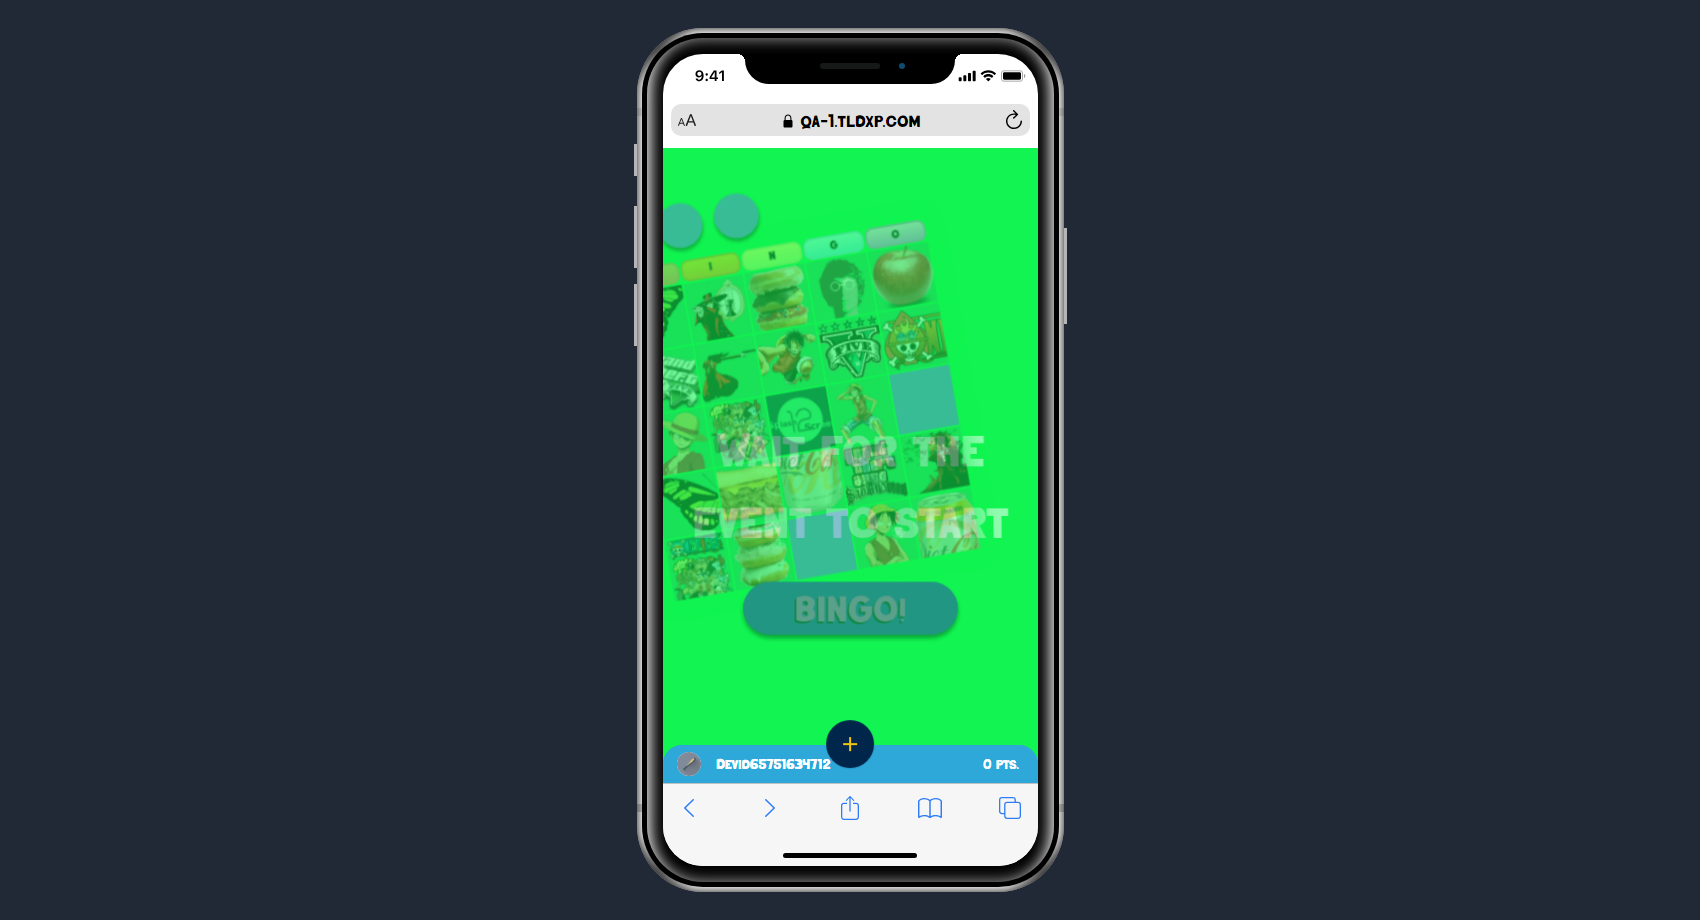 9:41
AA QA-1.TLDXP.COM
I N G O
FIVE
WAIT FOR THE
EVENT TO START
BINGO!
+
DEVID65751634712 0 PTS.